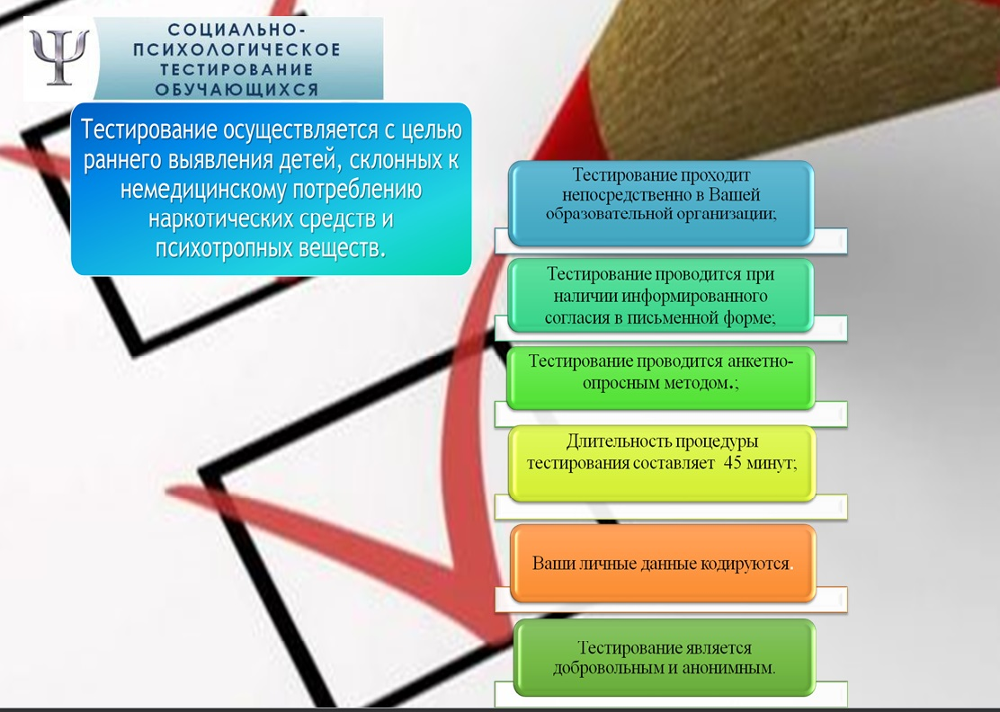 СОЦИАЛЬНО-
ПСИХОЛОГИЧЕСКОЕ
ТЕСТИРОВАНИЕ
ОБУЧАЮЩИХСЯ
Тестирование осуществляется с целью
раннего выявления детей, склонных к
немедицинскому потреблению
наркотических средств и
психотропных веществ.
Тестирование проходит
непосредственно в Вашей
образовательной организации;
Тестирование проводится при
наличии информированного
согласия в письменной форме;
Тестирование проводится анкетно-
опросным методом.;
Длительность процедуры
тестирования составляет  45 минут;
Ваши личные данные кодируются.
Тестирование является
добровольным и анонимным.